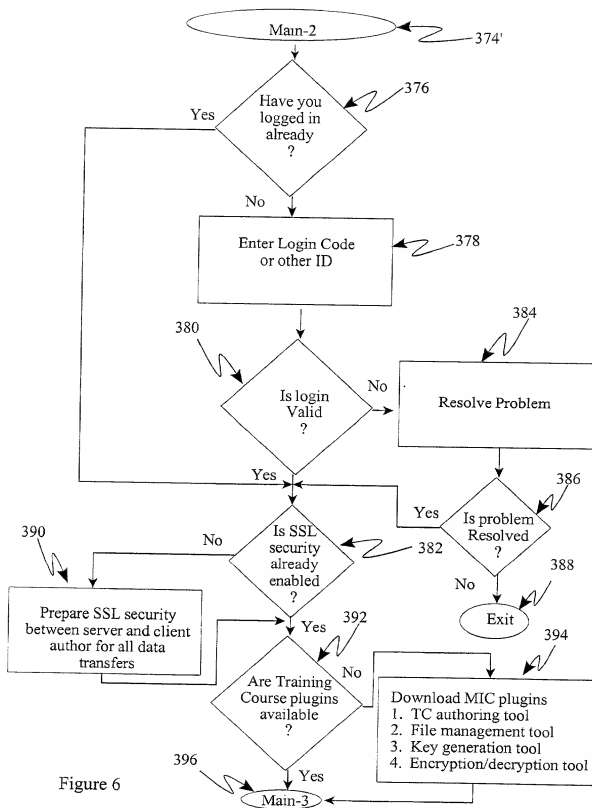 Main-2
374'
376
Have you
logged in
already
?
Yes
No
Enter Login Code
or other ID
378
380
Is login
Valid
?
No
384
Resolve Problem
Yes
386
Is problem
Resolved
?
Yes
No
388
Exit
Is SSL
security
already
enabled
?
382
No
390
Prepare SSL security
between server and client
author for all data
transfers
Yes
392
Are Training
Course plugins
available
?
No
394
Download MIC plugins
1. TC authoring tool
2. File management tool
3. Key generation tool
4. Encryption/decryption tool
Yes
396
Main-3
Figure 6